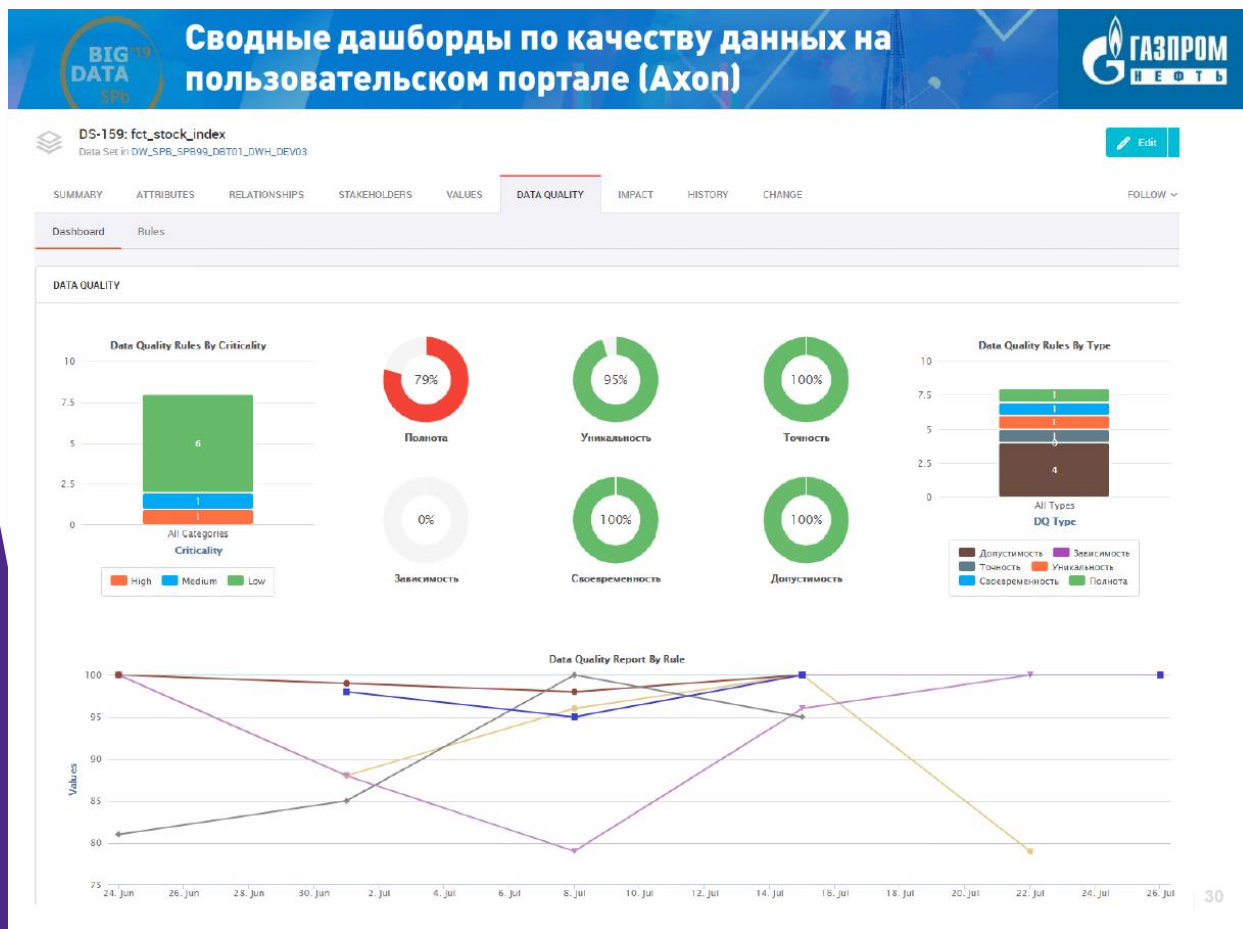 BIG'19
DATA
SPb
Сводные дашборды по качеству данных на
пользовательском портале (Axon)
ГАЗПРОМ
НЕФТЬ
DS-159: fct_stock_index
Data Set in DW_SPB_SPB99_DBT01_DWH_DEV03
Edit
SUMMARY ATTRIBUTES RELATIONSHIPS STAKEHOLDERS VALUES DATA QUALITY IMPACT HISTORY CHANGE FOLLOW
Dashboard Rules
DATA QUALITY
Data Quality Rules By Criticality
10
7.5
5
2.5
0
6
1
1
All Categories
Criticality
High Medium Low
79%
Полнота
95%
Уникальность
100%
Точность
0%
Зависимость
100%
Своевременность
100%
Допустимость
Data Quality Rules By Type
10
7.5
5
2.5
0
1
1
1
1
0
4
All Types
DQ Type
Допустимость Зависимость
Точность Уникальность
Своевременность Полнота
Data Quality Report By Rule
Values
100
95
90
85
80
75
24. Jun 26. Jun 28. Jun 30. Jun 2. Jul 4. Jul 6. Jul 8. Jul 10. Jul 12. Jul 14. Jul 16. Jul 18. Jul 20. Jul 22. Jul 24. Jul 26. Jul
30